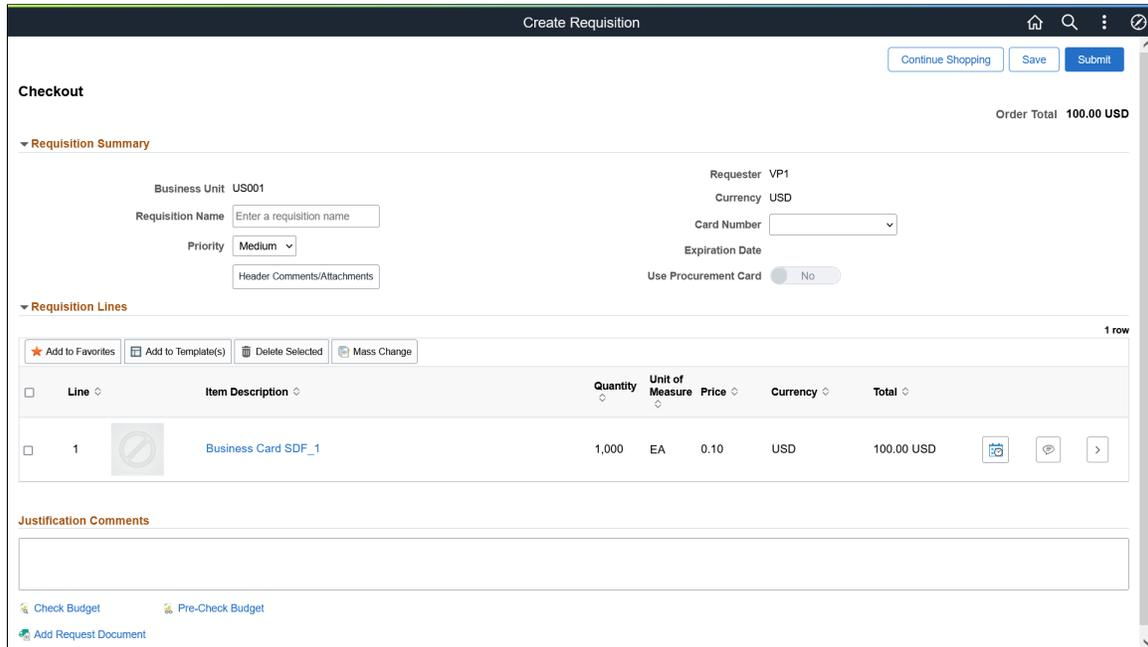 Create Requisition
Continue Shopping Save Submit
Checkout
Order Total 100.00 USD
Requisition Summary
Business Unit US001
Requisition Name Enter a requisition name
Priority Medium
Header Comments/Attachments
Requester VP1
Currency USD
Card Number
Expiration Date
Use Procurement Card No
Requisition Lines
1 row
Add to Favorites Add to Template(s) Delete Selected Mass Change
Line Item Description Quantity Unit of Measure Price Currency Total
1 Business Card SDF_1 1,000 EA 0.10 USD 100.00 USD
Justification Comments
Check Budget Pre-Check Budget
Add Request Document